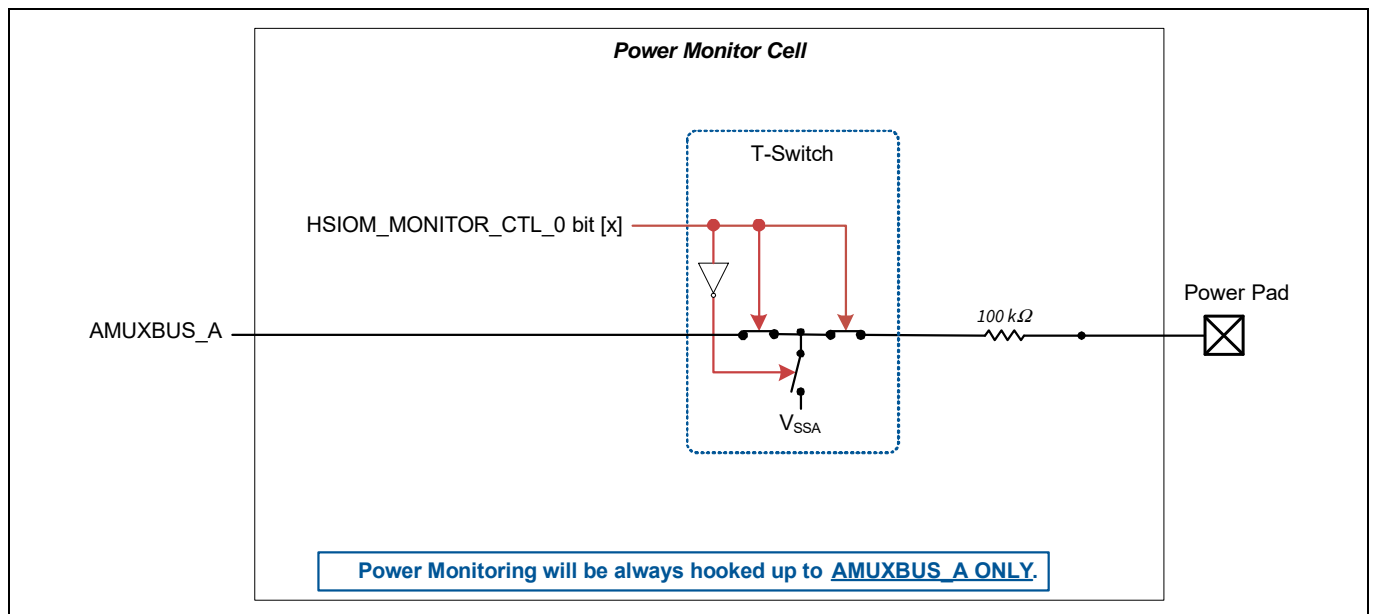 Power Monitor Cell
T-Switch
HSIOM_MONITOR_CTL_0 bit [x]
Power Pad
100 kΩ
AMUXBUS_A
VSSA
Power Monitoring will be always hooked up to AMUXBUS_A ONLY.